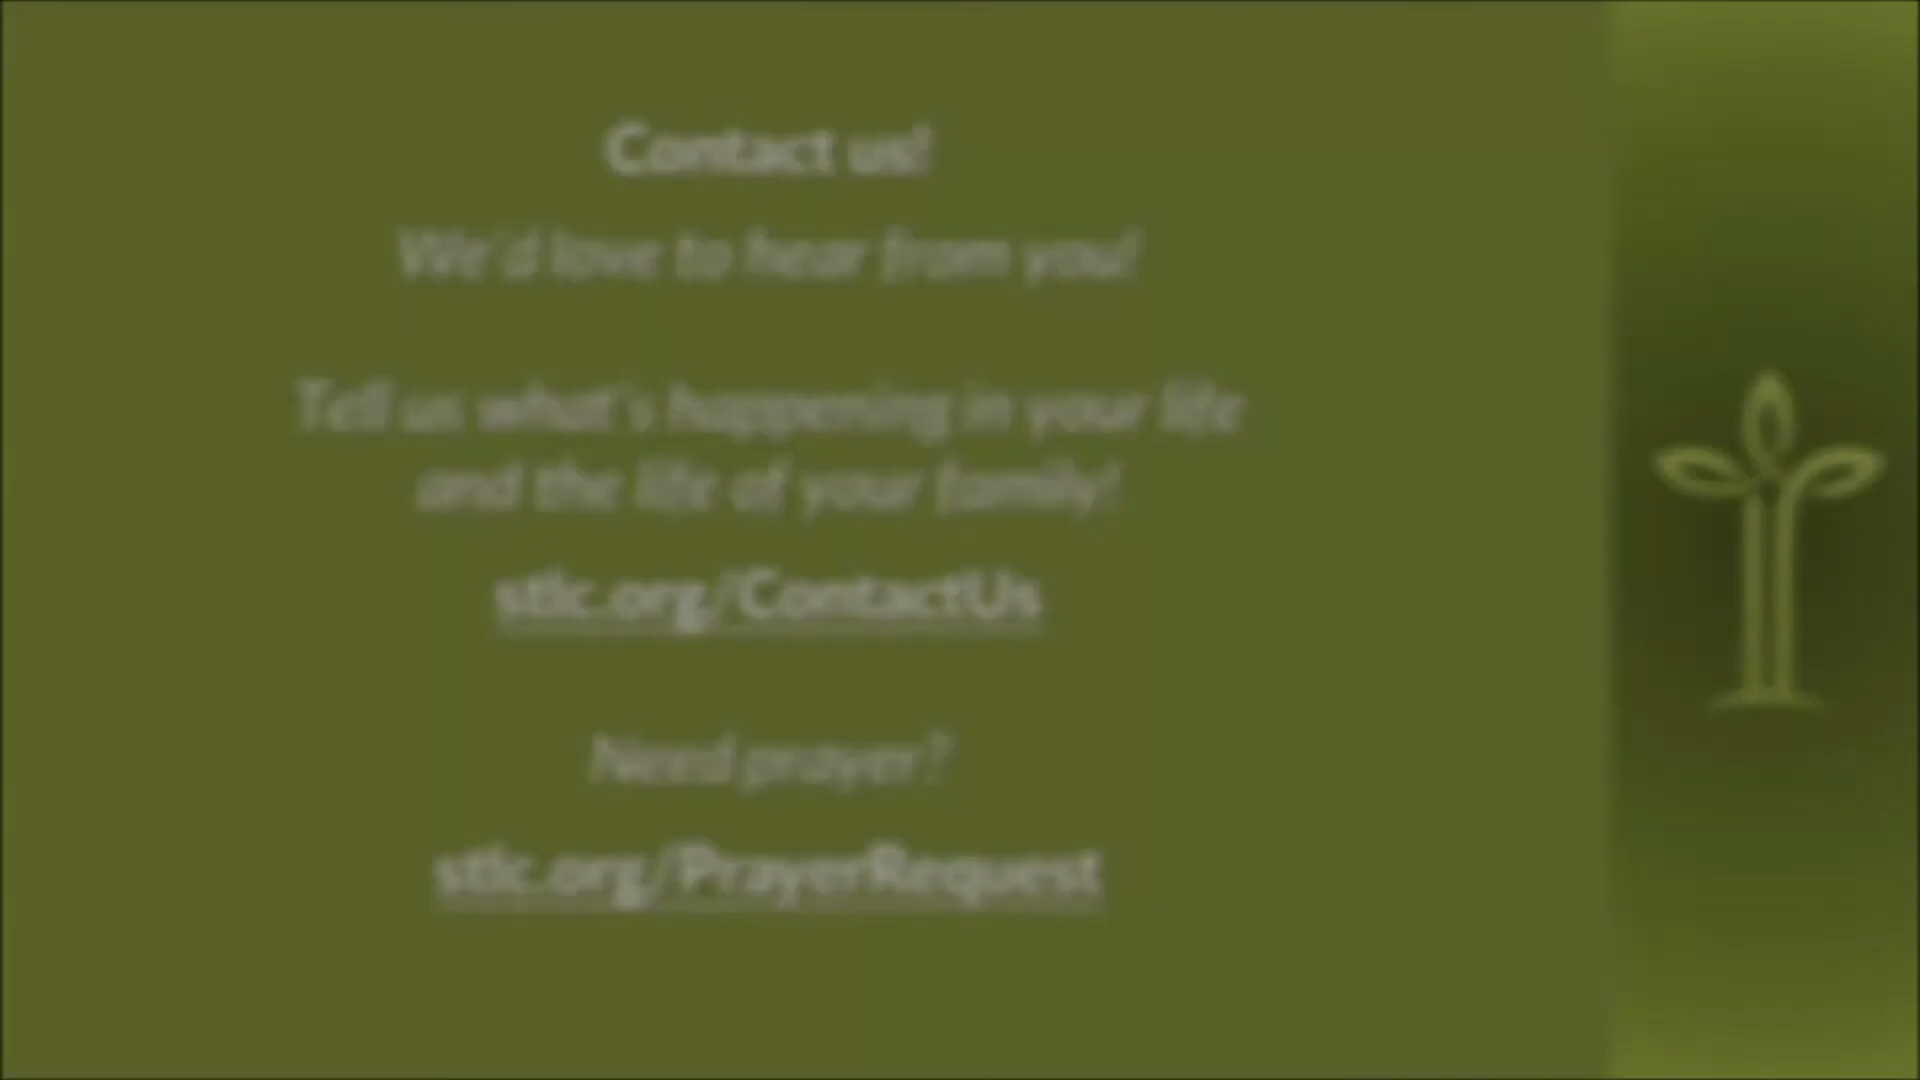 Contact us!
We'd love to hear from you!
Tell us what's happening in your life
and the life of your family!
stlc.org/ContactUs
Need prayer?
stlc.org/PrayerRequest